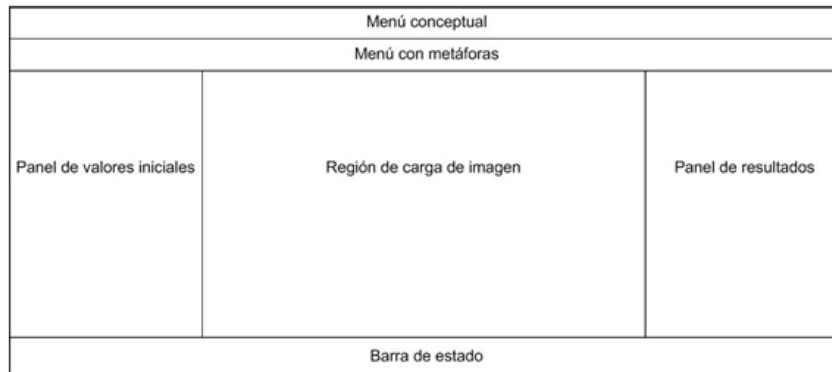 Menú conceptual
Menú con metáforas
Panel de valores iniciales
Región de carga de imagen
Panel de resultados
Barra de estado